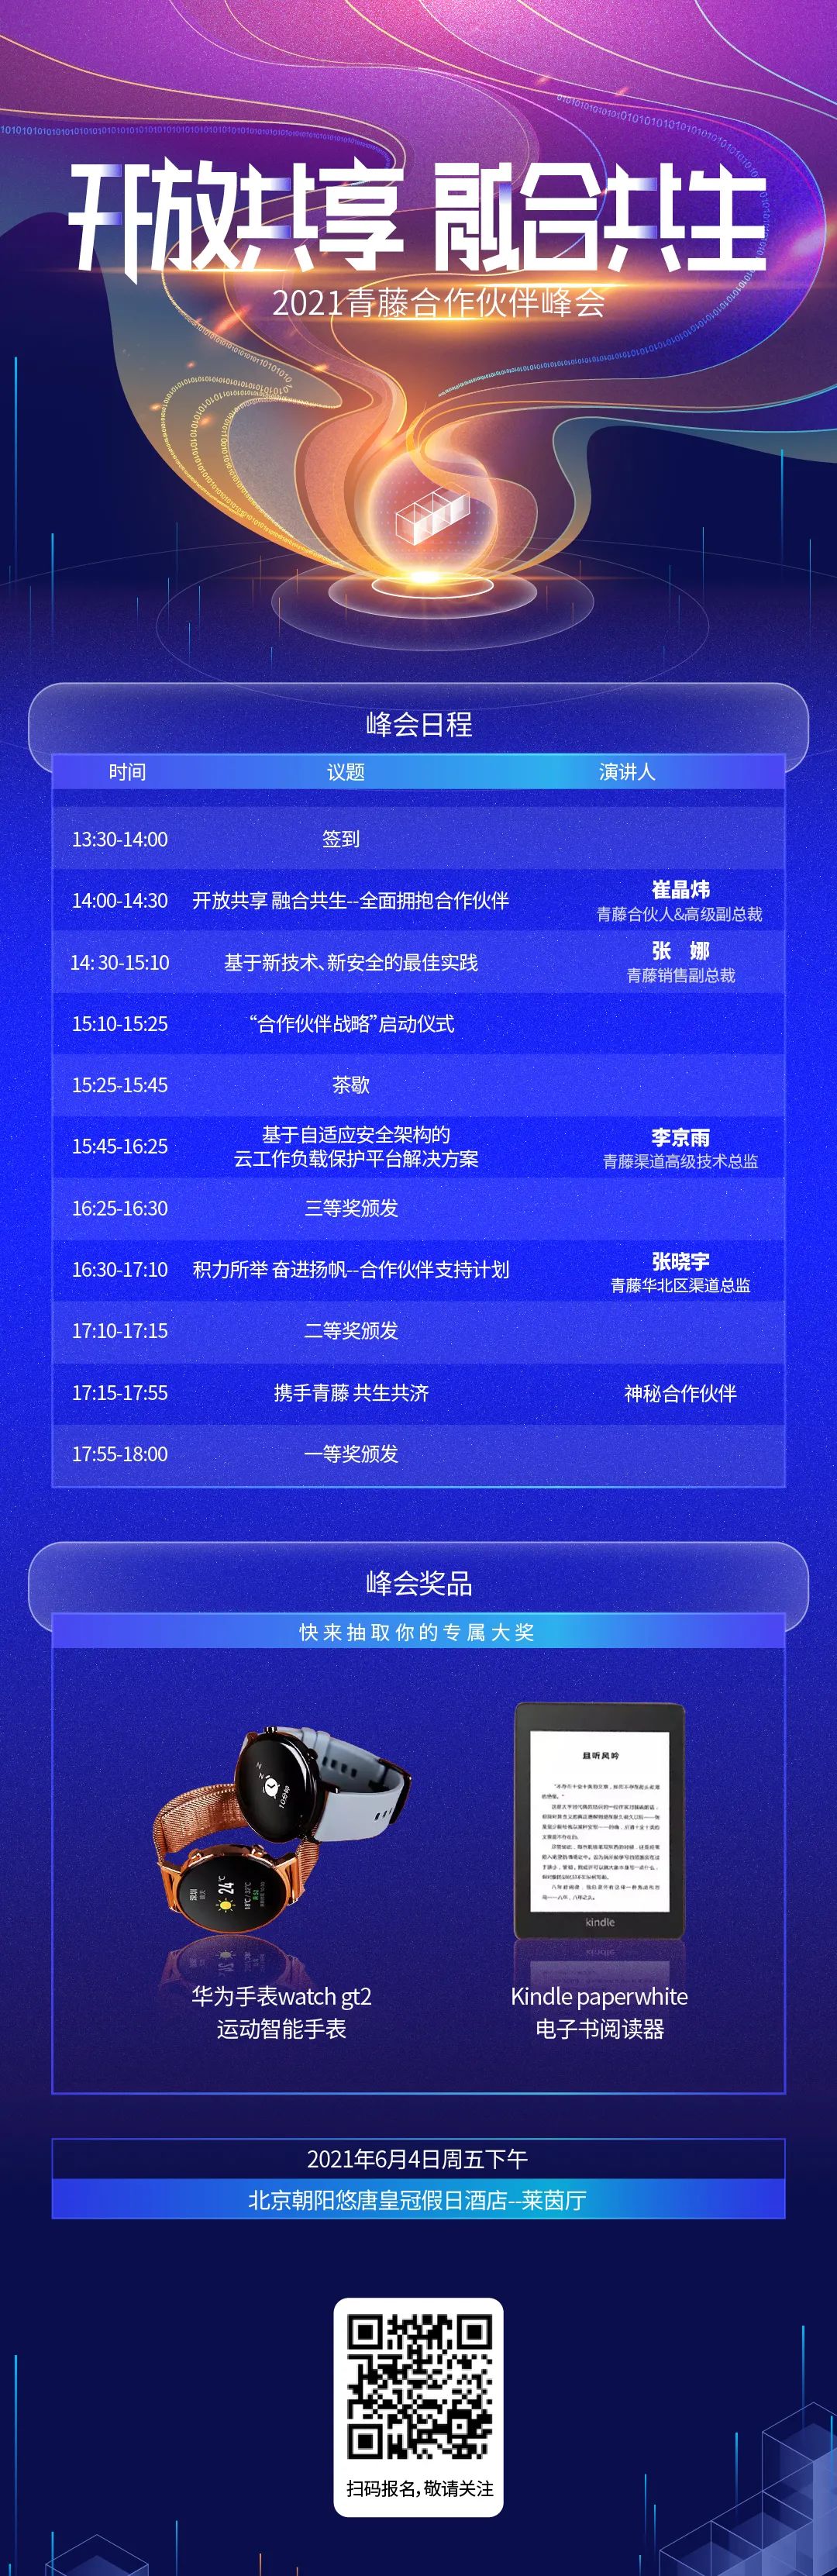 开放共享 融合共生
2021青藤合作伙伴峰会
峰会日程
时间 议题 演讲人
13:30-14:00 签到
14:00-14:30 开放共享 融合共生--全面拥抱合作伙伴 崔晶炜
青藤合伙人&高级副总裁
14: 30-15:10 基于新技术、新安全的最佳实践 张 娜
青藤销售副总裁
15:10-15:25 “合作伙伴战略”启动仪式
15:25-15:45 茶歇
15:45-16:25 基于自适应安全架构的
云工作负载保护平台解决方案
李京雨
青藤渠道高级技术总监
16:25-16:30 三等奖颁发
16:30-17:10 积力所举 奋进扬帆--合作伙伴支持计划 张晓宇
青藤华北区渠道总监
17:10-17:15 二等奖颁发
17:15-17:55 携手青藤 共生共济 神秘合作伙伴
17:55-18:00 一等奖颁发
峰会奖品
快来抽取你的专属大奖
10分钟
深圳
24℃
且听风吟
kindle
华为手表watch gt2
运动智能手表
Kindle paperwhite
电子书阅读器
2021年6月4日周五下午
北京朝阳悠唐皇冠假日酒店--莱茵厅
扫码报名，敬请关注